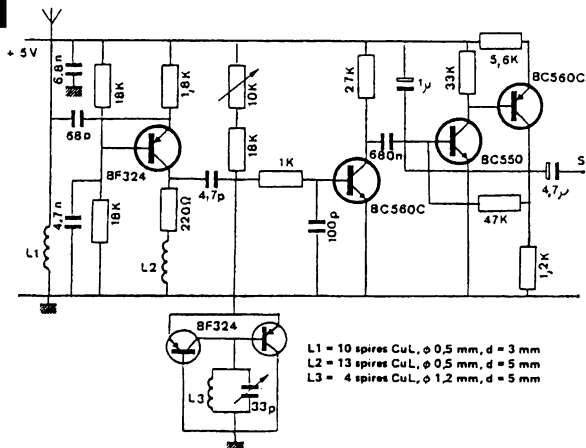 + 5V
6,8n
18K
1,8K
10K
18K
68p
BF324
4,7n
18K
220Ω
4,7p
L1
L2
1K
100p
27K
680n
BC560C
1µ
33K
5,6K
BC560C
BC550
47K
4,7µ
S
1,2K
BF324
L3
33p
L1 = 10 spires CuL, ϕ 0,5 mm, d = 3 mm
L2 = 13 spires CuL, ϕ 0,5 mm, d = 5 mm
L3 = 4 spires CuL, ϕ 1,2 mm, d = 5 mm